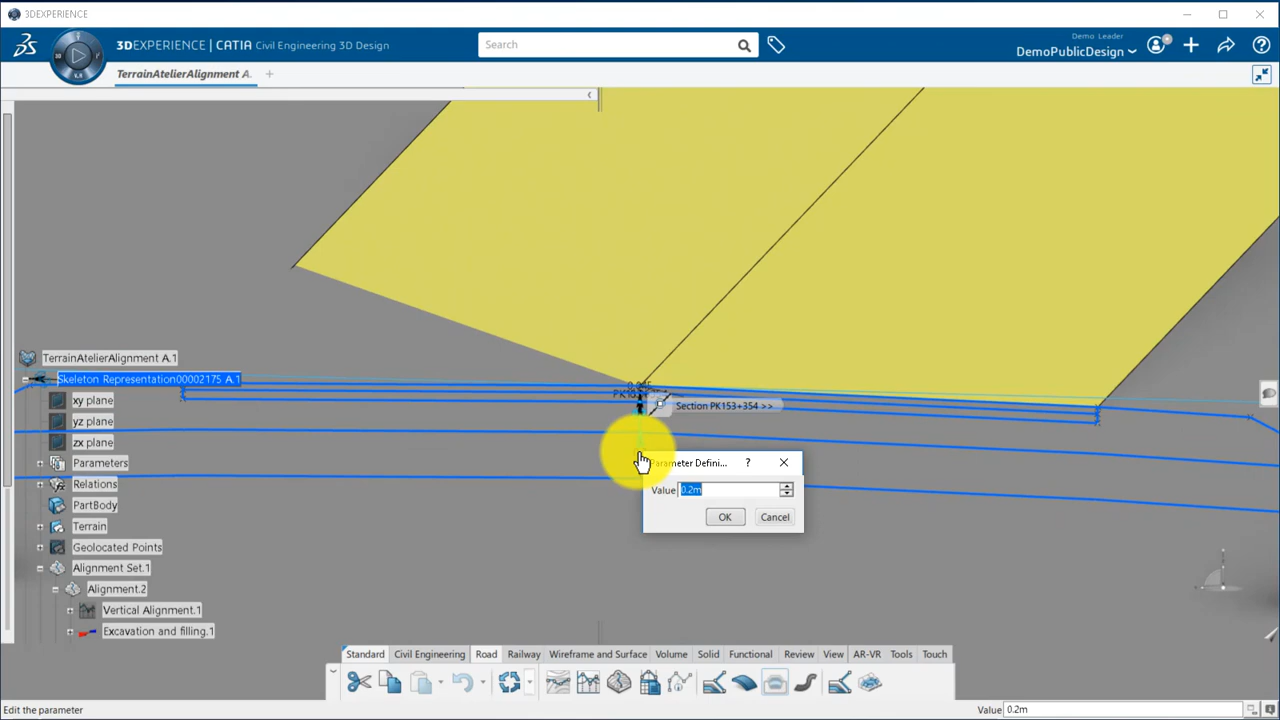 3DEXPERIENCE
3DEXPERIENCE | CATIA Civil Engineering 3D Design
Search
Demo Leader
DemoPublicDesign
TerrainAtelierAlignment A.
TerrainAtelierAlignment A.1
Skeleton Representation00002175 A.1
xy plane
yz plane
zx plane
Parameters
Relations
PartBody
Terrain
Geolocated Points
Alignment Set.1
Alignment.2
Vertical Alignment.1
Excavation and filling.1
Section PK153+354 >>
Parameter Defini... ?
Value 0.2m
OK Cancel
Standard Civil Engineering Road Railway Wireframe and Surface Volume Solid Functional Review View AR-VR Tools Touch
Edit the parameter
Value 0.2m